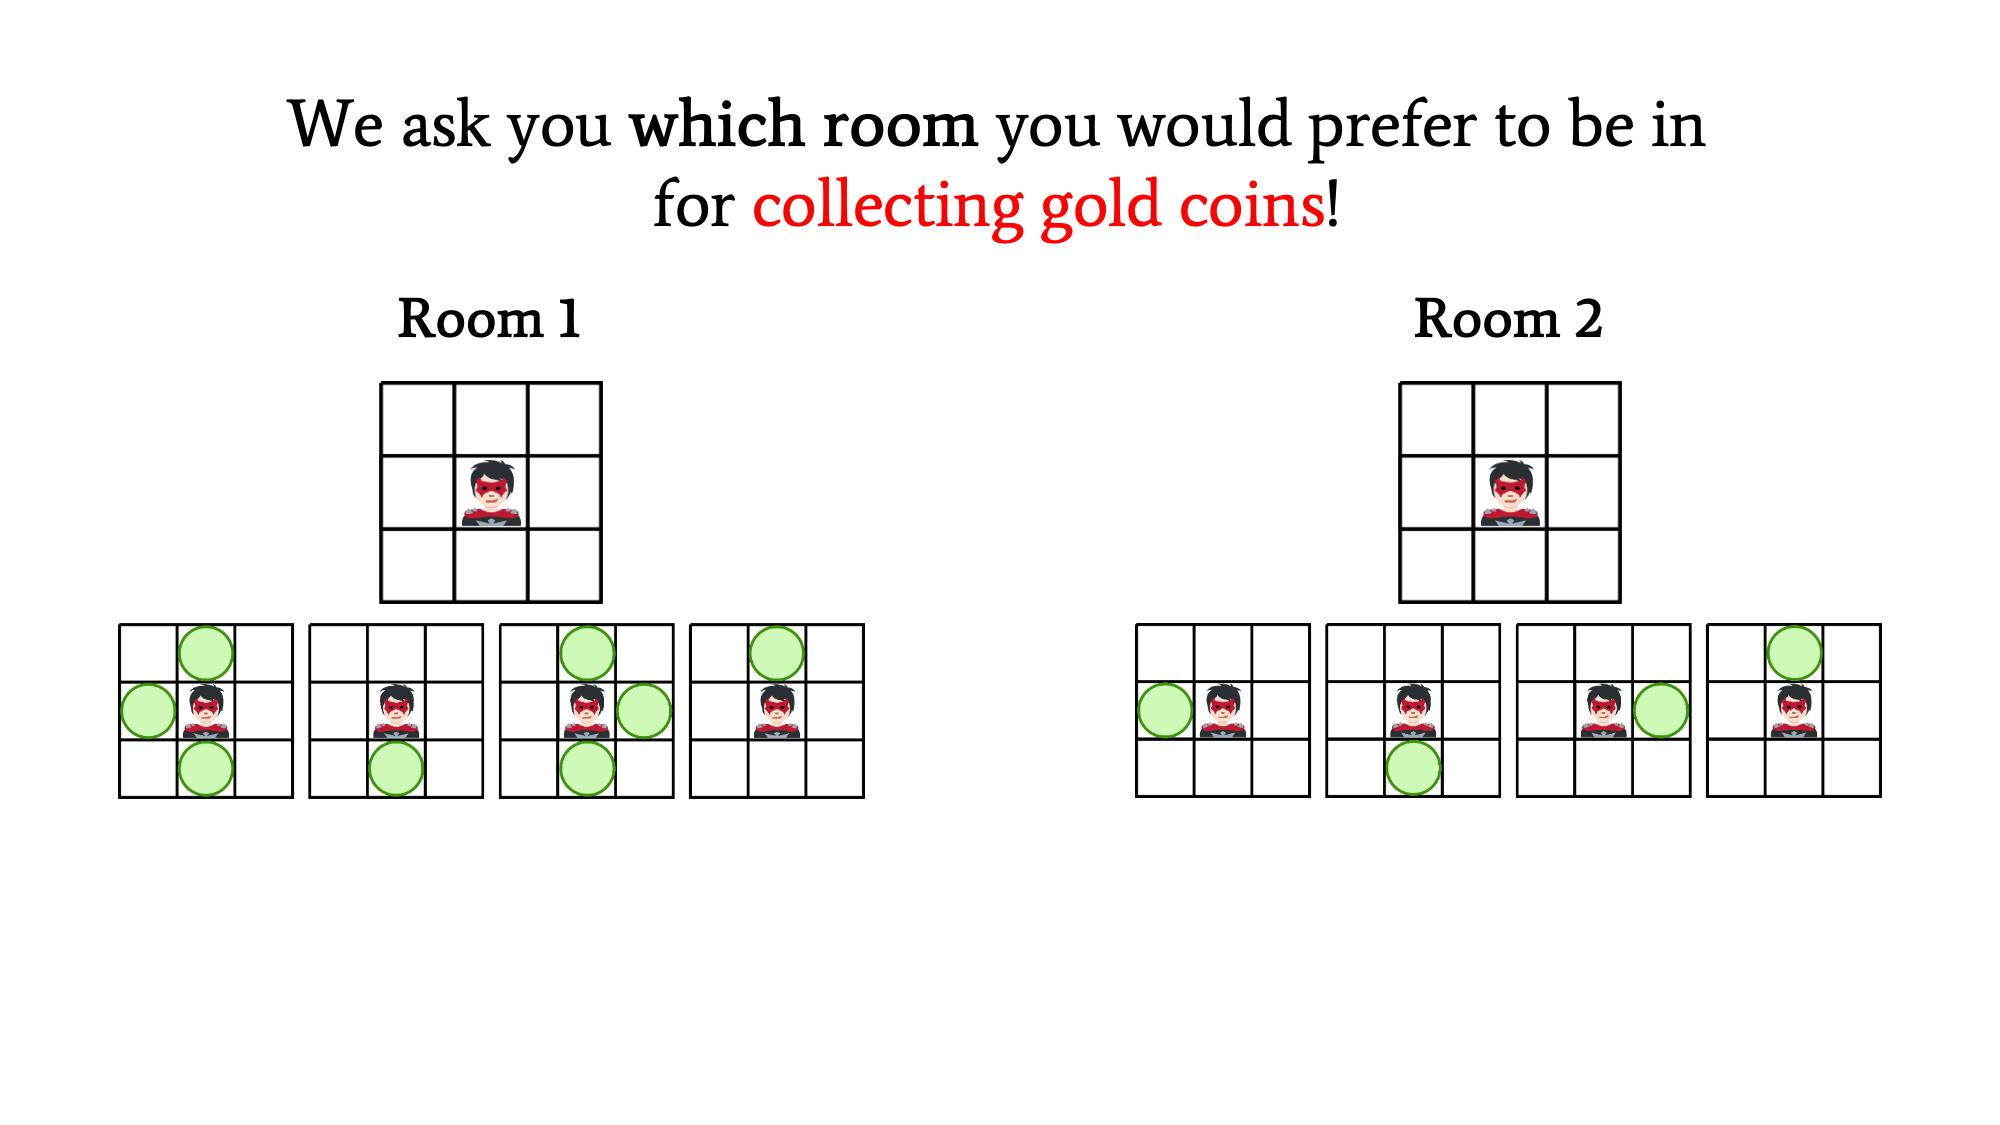 We ask you which room you would prefer to be in
for collecting gold coins!
Room 1
Room 2